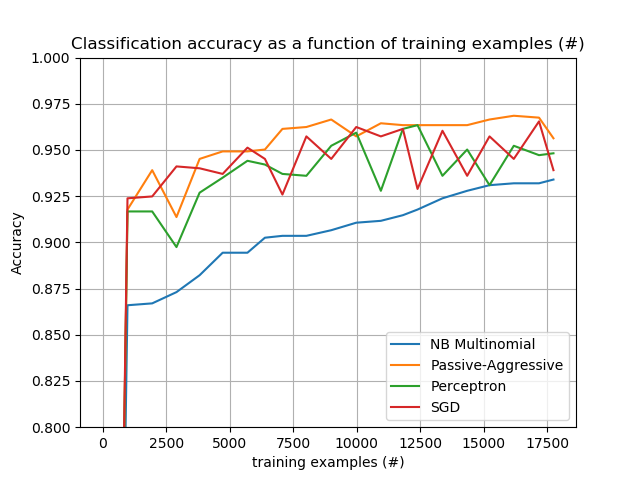 Classification accuracy as a function of training examples (#)
1.000
0.975
0.950
0.925
0.900
0.875
0.850
0.825
0.800
Accuracy
NB Multinomial
Passive-Aggressive
Perceptron
SGD
0 2500 5000 7500 10000 12500 15000 17500
training examples (#)